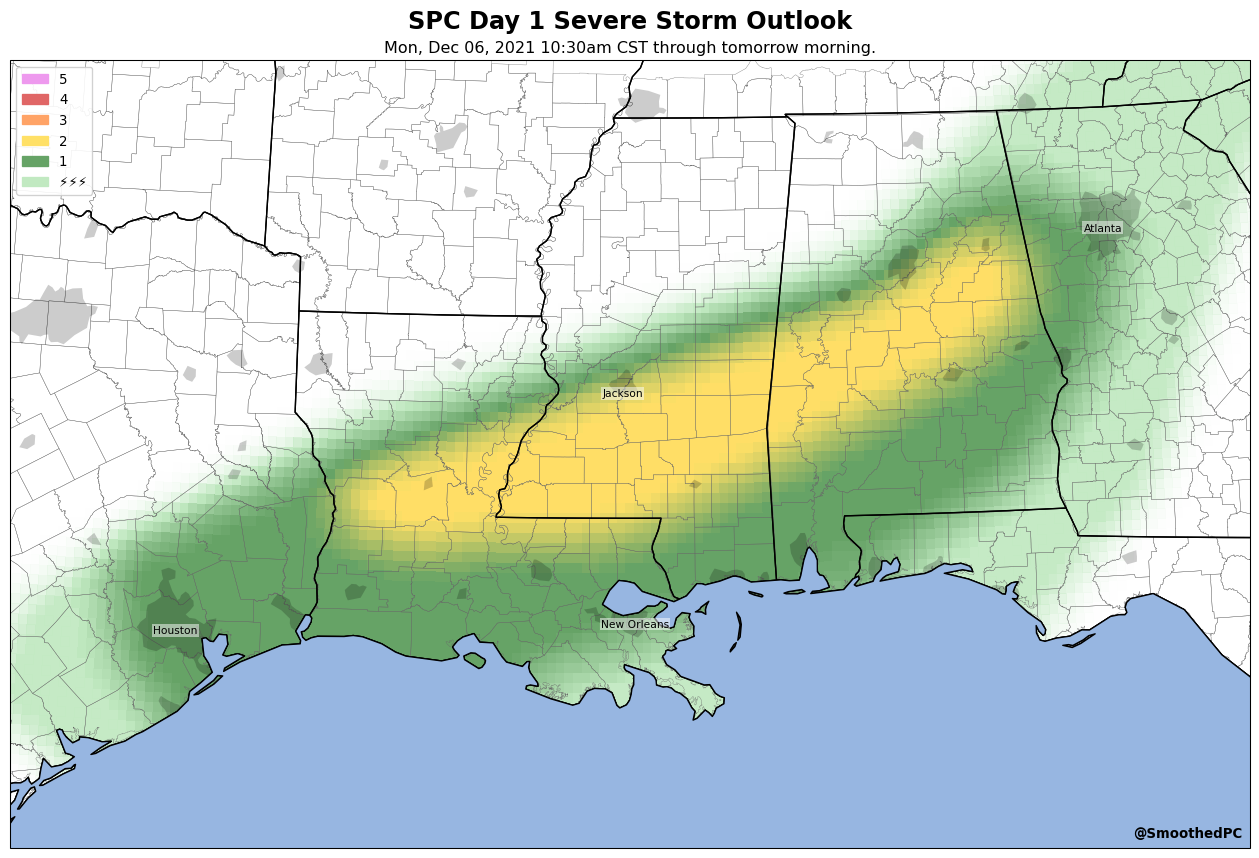 SPC Day 1 Severe Storm Outlook
Mon, Dec 06, 2021 10:30am CST through tomorrow morning.
5
4
3
2
1
⚡⚡⚡
Atlanta
Jackson
New Orleans
Houston
@SmoothedPC